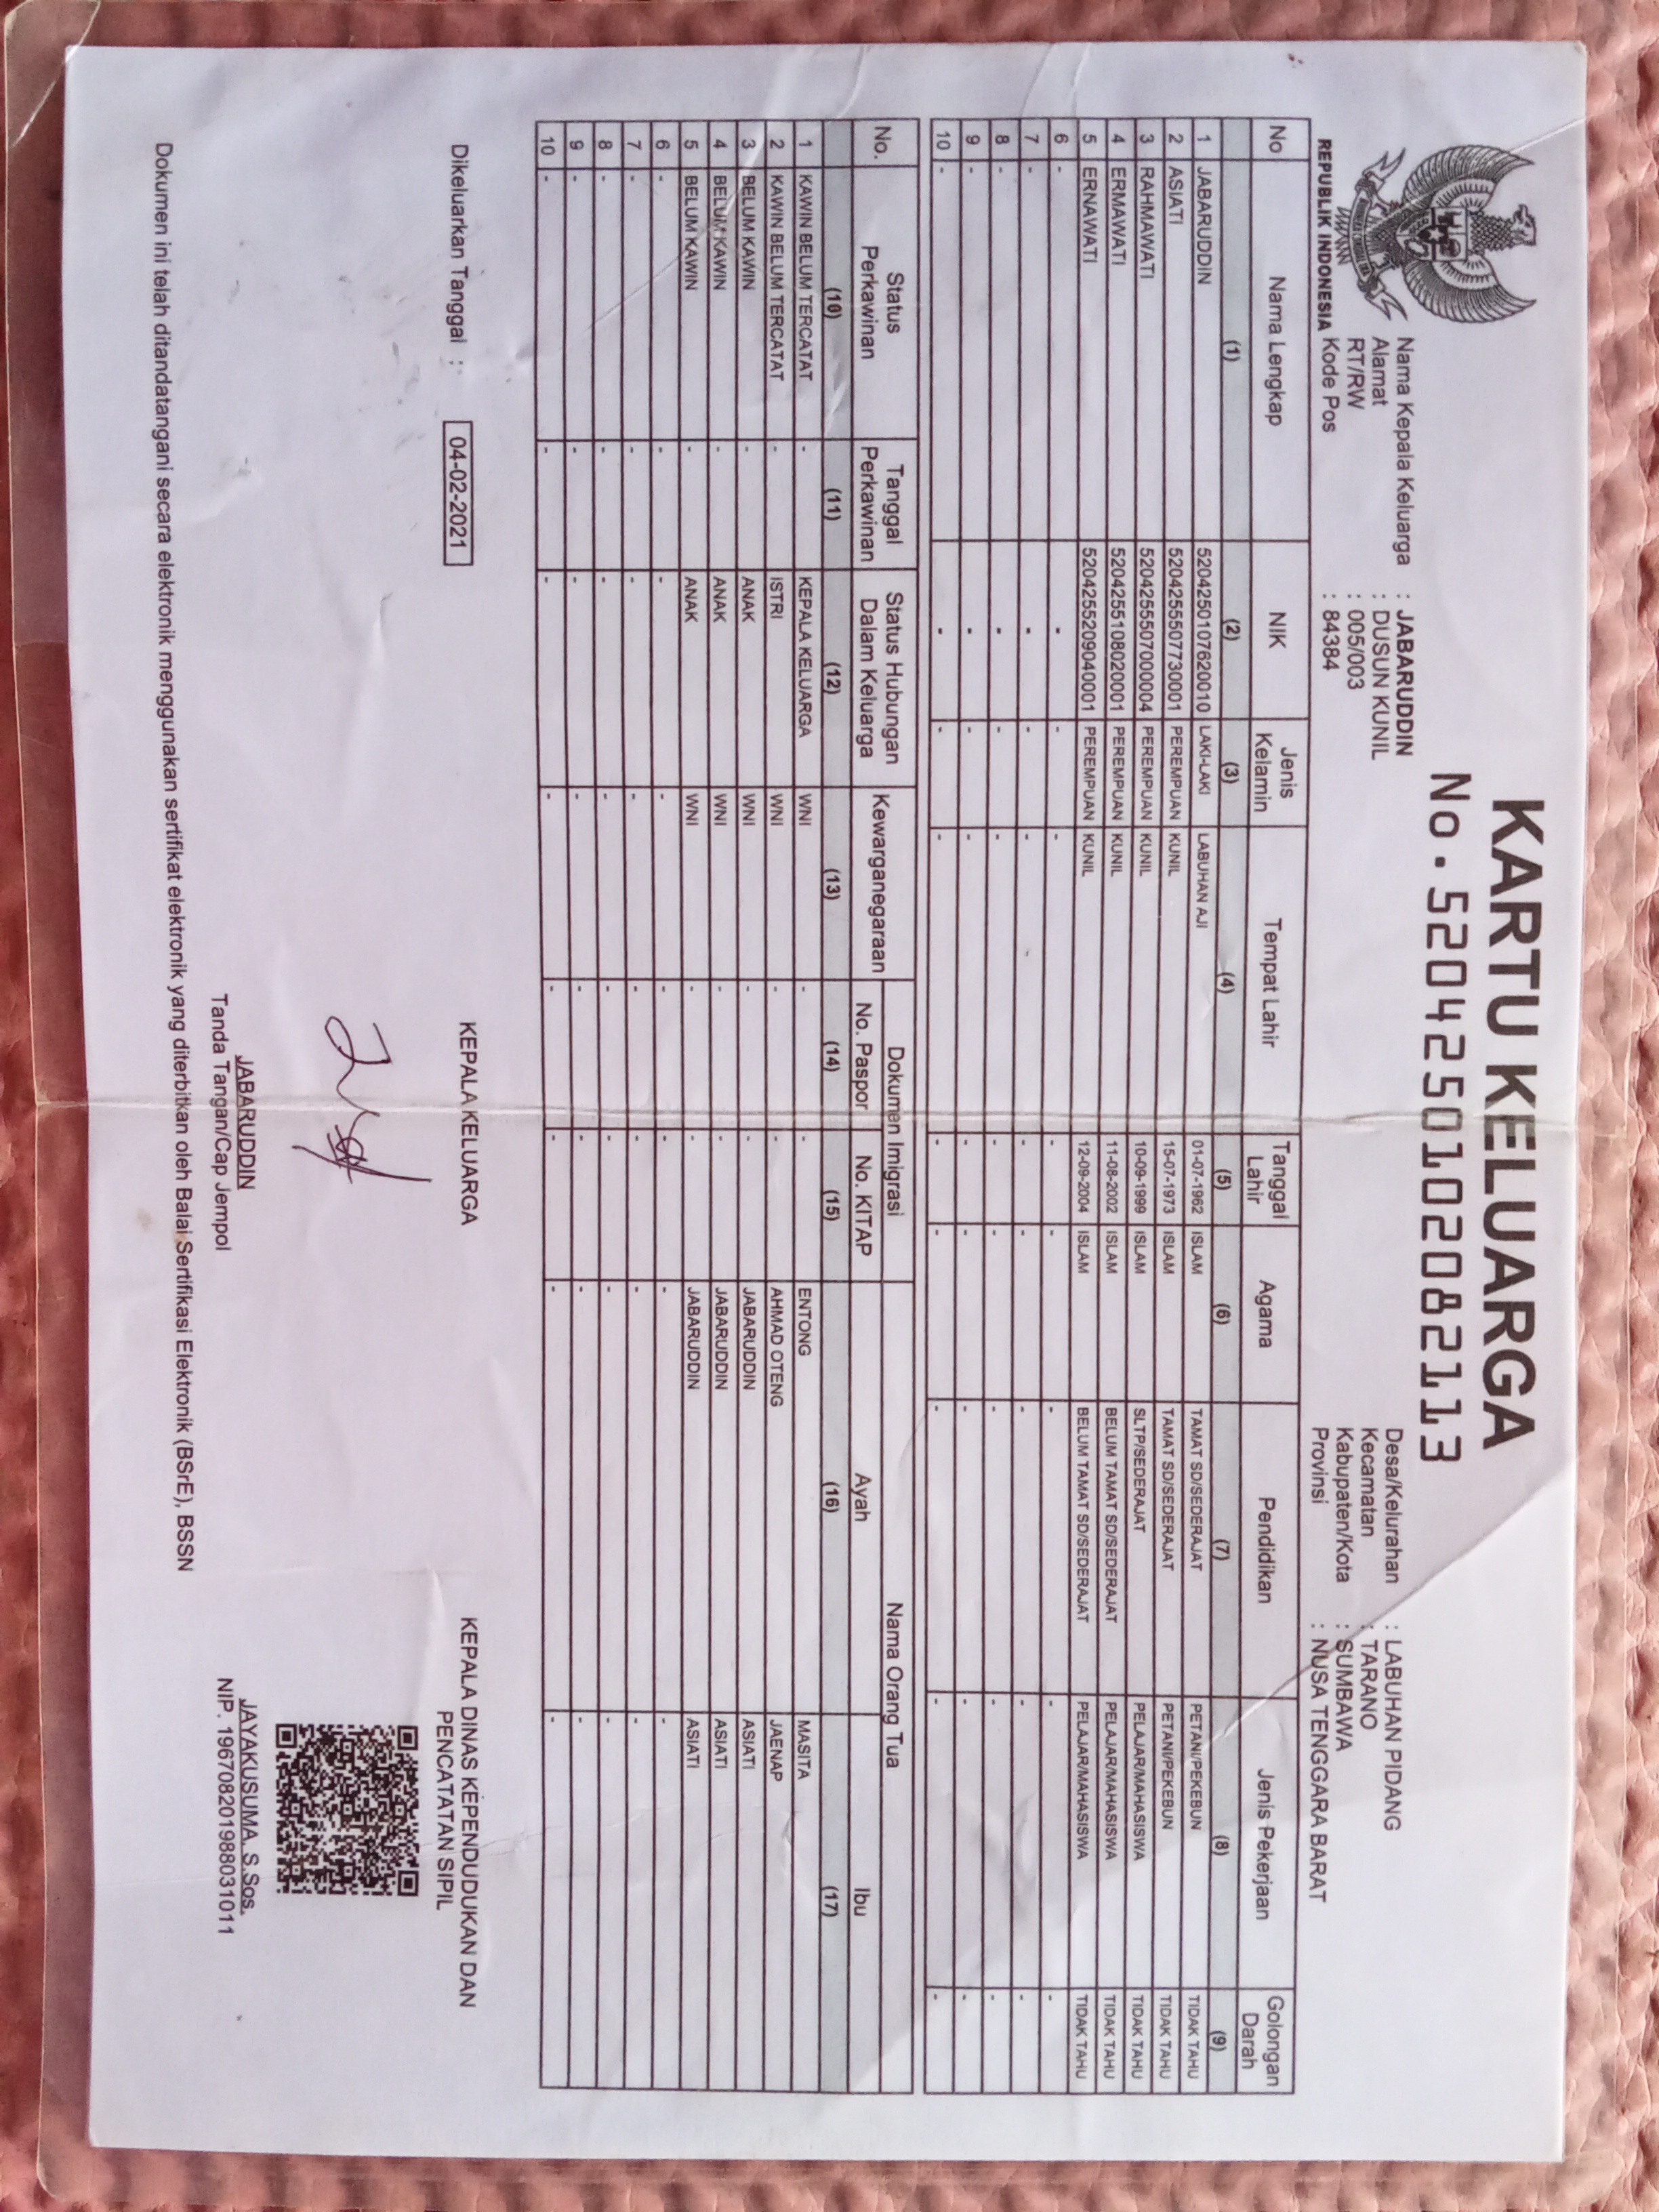 KARTU KELUARGA
No. 5204250102082113
REPUBLIK INDONESIA
Nama Kepala Keluarga : JABARUDDIN
Alamat : DUSUN KUNIL
RT/RW : 005/003
Kode Pos : 84384
Desa/Kelurahan : LABUHAN PIDANG
Kecamatan : TARANO
Kabupaten/Kota : SUMBAWA
Provinsi : NUSA TENGGARA BARAT
No Nama Lengkap NIK Jenis Kelamin Tempat Lahir Tanggal Lahir Agama Pendidikan Jenis Pekerjaan Golongan Darah
(1) (2) (3) (4) (5) (6) (7) (8) (9)
1 JABARUDDIN 5204250107620010 LAKI-LAKI LABUHAN AJI 01-07-1962 ISLAM TAMAT SD/SEDERAJAT PETANI/PEKEBUN TIDAK TAHU
2 ASIATI 5204255507730001 PEREMPUAN KUNIL 15-07-1973 ISLAM TAMAT SD/SEDERAJAT PETANI/PEKEBUN TIDAK TAHU
3 RAHMAWATI 5204255507000004 PEREMPUAN KUNIL 10-09-1999 ISLAM SLTP/SEDERAJAT PELAJAR/MAHASISWA TIDAK TAHU
4 ERMAWATI 5204255108020001 PEREMPUAN KUNIL 11-08-2002 ISLAM BELUM TAMAT SD/SEDERAJAT PELAJAR/MAHASISWA TIDAK TAHU
5 ERNAWATI 5204255209040001 PEREMPUAN KUNIL 12-09-2004 ISLAM BELUM TAMAT SD/SEDERAJAT PELAJAR/MAHASISWA TIDAK TAHU
6 - - - - - - - - -
7 - - - - - - - - -
8 - - - - - - - - -
9 - - - - - - - - -
10 - - - - - - - - -
No. Status Perkawinan Tanggal Perkawinan Status Hubungan Dalam Keluarga Kewarganegaraan Dokumen Imigrasi Nama Orang Tua
No. Paspor No. KITAP Ayah Ibu
(10) (11) (12) (13) (14) (15) (16) (17)
1 KAWIN BELUM TERCATAT - KEPALA KELUARGA WNI - - ENTONG MASITA
2 KAWIN BELUM TERCATAT - ISTRI WNI - - AHMAD OTENG JAENAP
3 BELUM KAWIN - ANAK WNI - - JABARUDDIN ASIATI
4 BELUM KAWIN - ANAK WNI - - JABARUDDIN ASIATI
5 BELUM KAWIN - ANAK WNI - - JABARUDDIN ASIATI
6 - - - - - - - -
7 - - - - - - - -
8 - - - - - - - -
9 - - - - - - - -
10 - - - - - - - -
Dikeluarkan Tanggal : 04-02-2021
KEPALA KELUARGA
JABARUDDIN
Tanda Tangan/Cap Jempol
KEPALA DINAS KEPENDUDUKAN DAN
PENCATATAN SIPIL
JAYAKUSUMA, S.Sos.
NIP. 196708201988031011
Dokumen ini telah ditandatangani secara elektronik menggunakan sertifikat elektronik yang diterbitkan oleh Balai Sertifikasi Elektronik (BSrE), BSSN